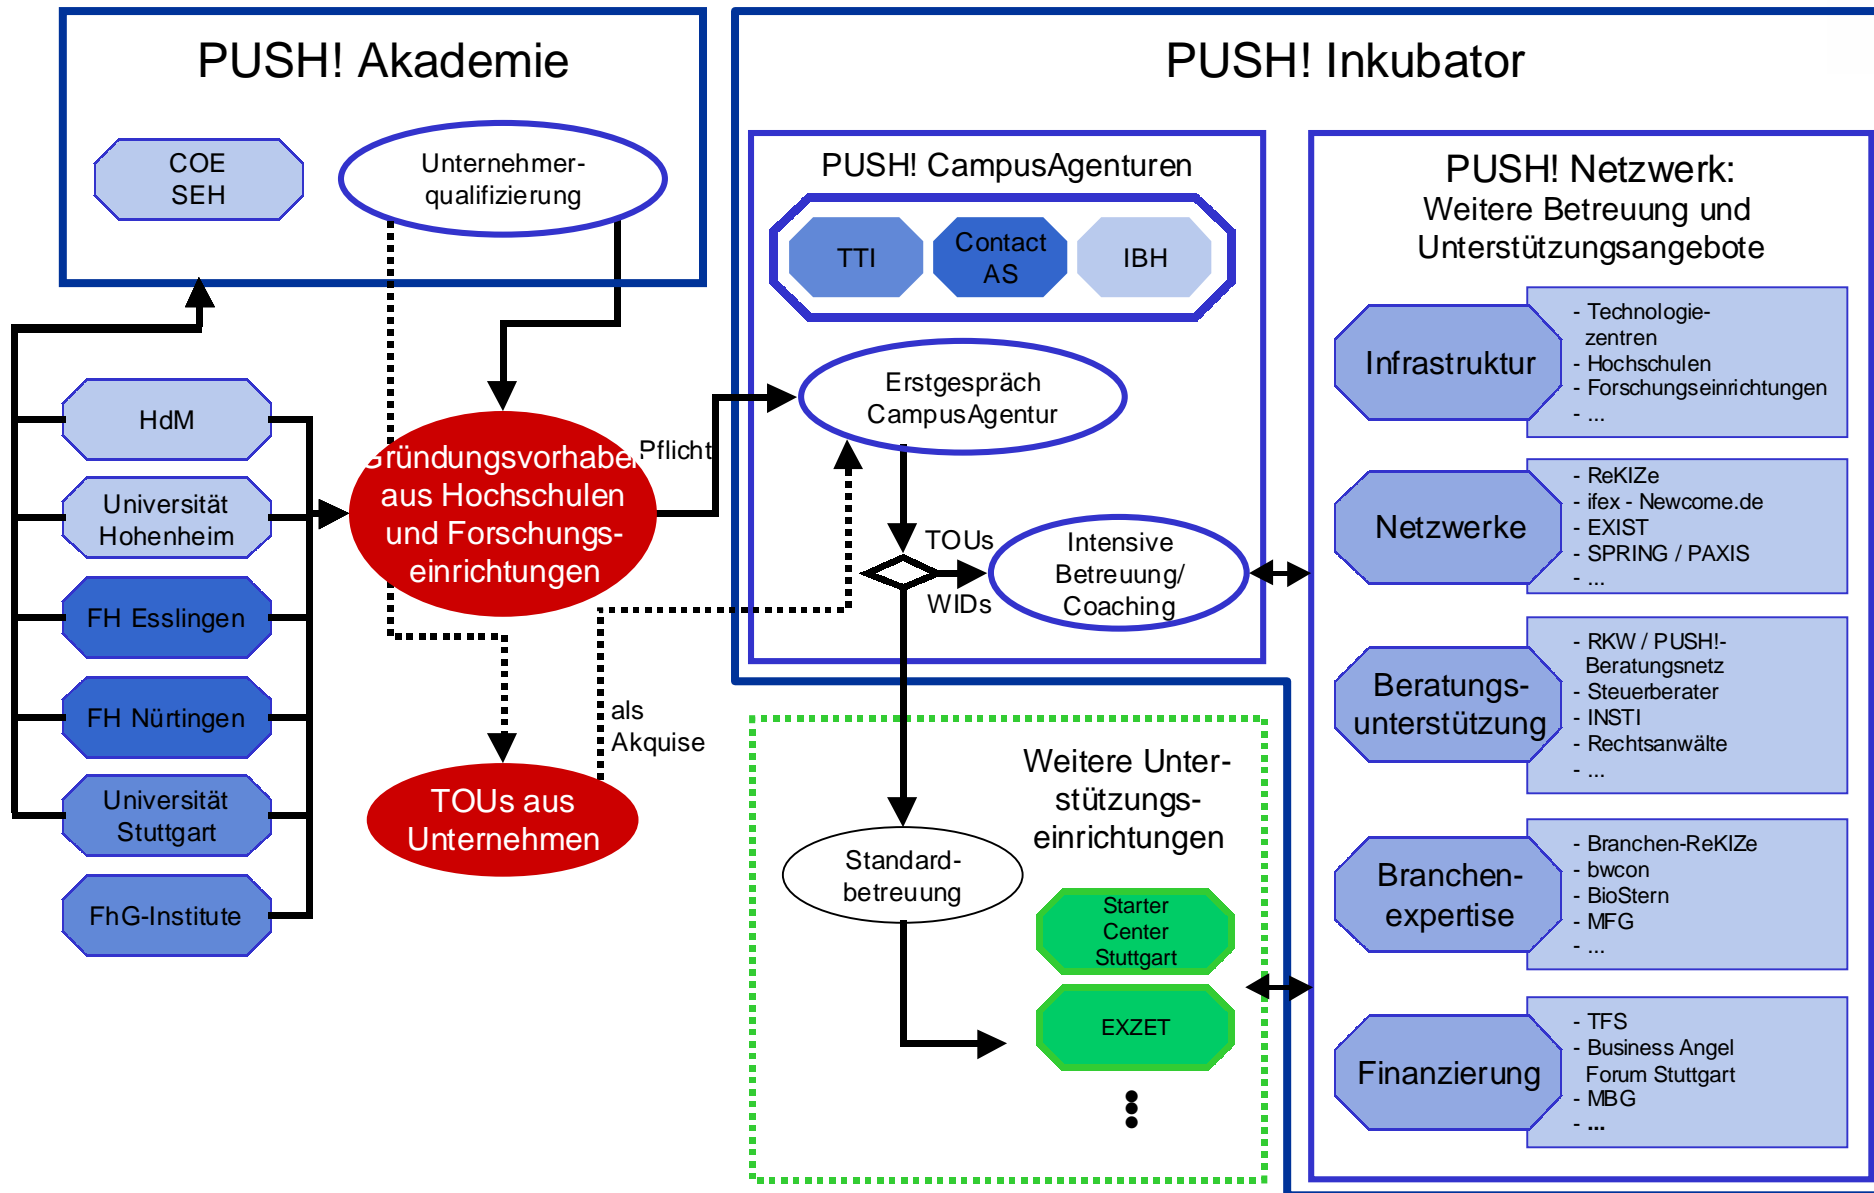 PUSH! Akademie
COE
SEH
Unternehmer-
qualifizierung
HdM
Universität
Hohenheim
FH Esslingen
FH Nürtingen
Universität
Stuttgart
FhG-Institute
Gründungsvorhaben
aus Hochschulen
und Forschungs-
einrichtungen
Pflicht
TOUs aus
Unternehmen
als
Akquise
PUSH! Inkubator
PUSH! CampusAgenturen
TTI
Contact
AS
IBH
Erstgespräch
CampusAgentur
TOUs
WIDs
Intensive
Betreuung/
Coaching
Weitere Unter-
stützungs-
einrichtungen
Standard-
betreuung
Starter
Center
Stuttgart
EXZET
PUSH! Netzwerk:
Weitere Betreuung und
Unterstützungsangebote
Infrastruktur
- Technologie-
zentren
- Hochschulen
- Forschungseinrichtungen
- ...
Netzwerke
- ReKIZe
- ifex - Newcome.de
- EXIST
- SPRING / PAXIS
- ...
Beratungs-
unterstützung
- RKW / PUSH!-
Beratungsnetz
- Steuerberater
- INSTI
- Rechtsanwälte
- ...
Branchen-
expertise
- Branchen-ReKIZe
- bwcon
- BioStern
- MFG
- ...
Finanzierung
- TFS
- Business Angel
Forum Stuttgart
- MBG
- ...